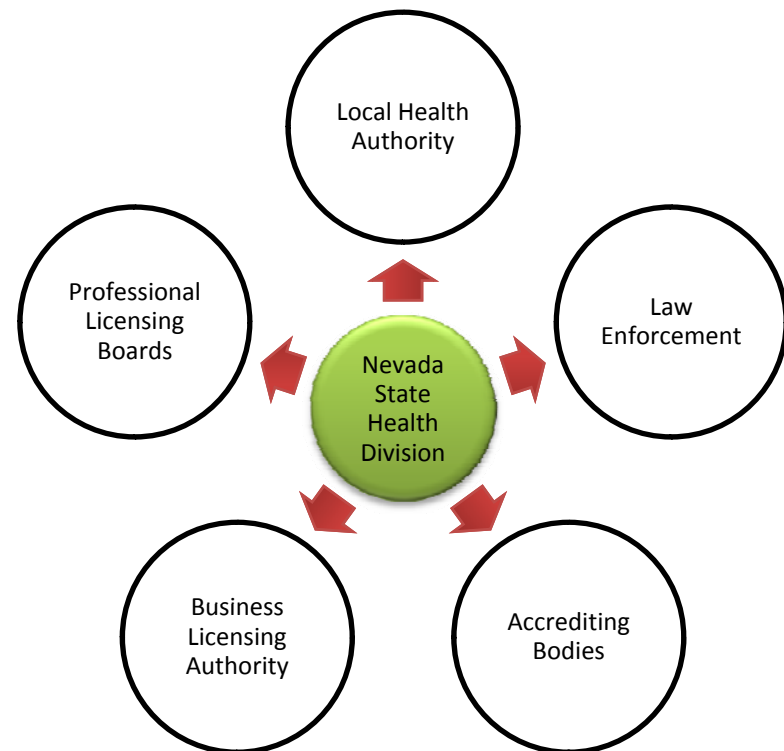 Local Health
Authority
Professional
Licensing
Boards
Law
Enforcement
Nevada
State
Health
Division
Business
Licensing
Authority
Accrediting
Bodies